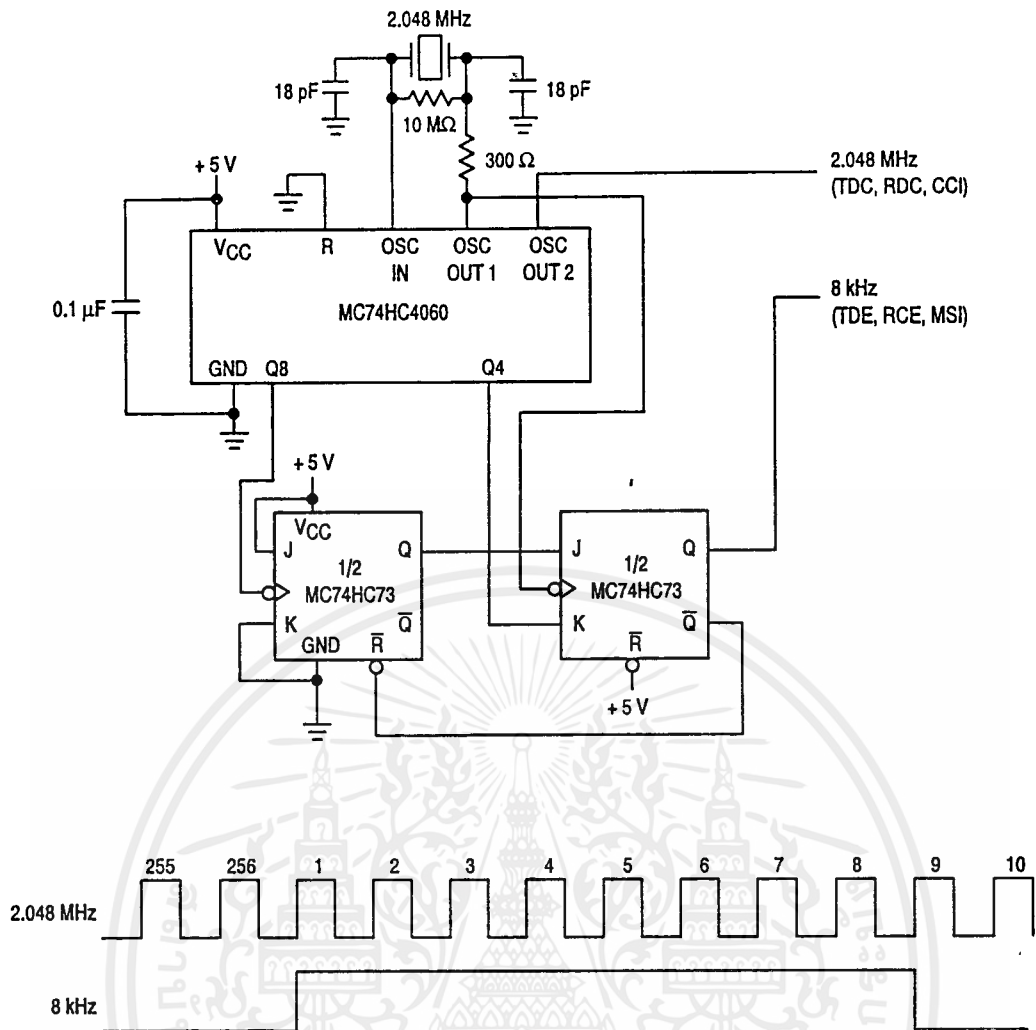 2.048 MHz
18 pF
18 pF
10 MΩ
300 Ω
+ 5 V
2.048 MHz
(TDC, RDC, CCI)
VCC
R
OSC IN
OSC OUT 1
OSC OUT 2
0.1 µF
MC74HC4060
8 kHz
(TDE, RCE, MSI)
GND
Q8
Q4
+ 5 V
VCC
J
Q
1/2
MC74HC73
K
Q̅
GND
R̅
J
Q
1/2
MC74HC73
K
Q̅
R̅
+ 5 V
255 256 1 2 3 4 5 6 7 8 9 10
2.048 MHz
8 kHz